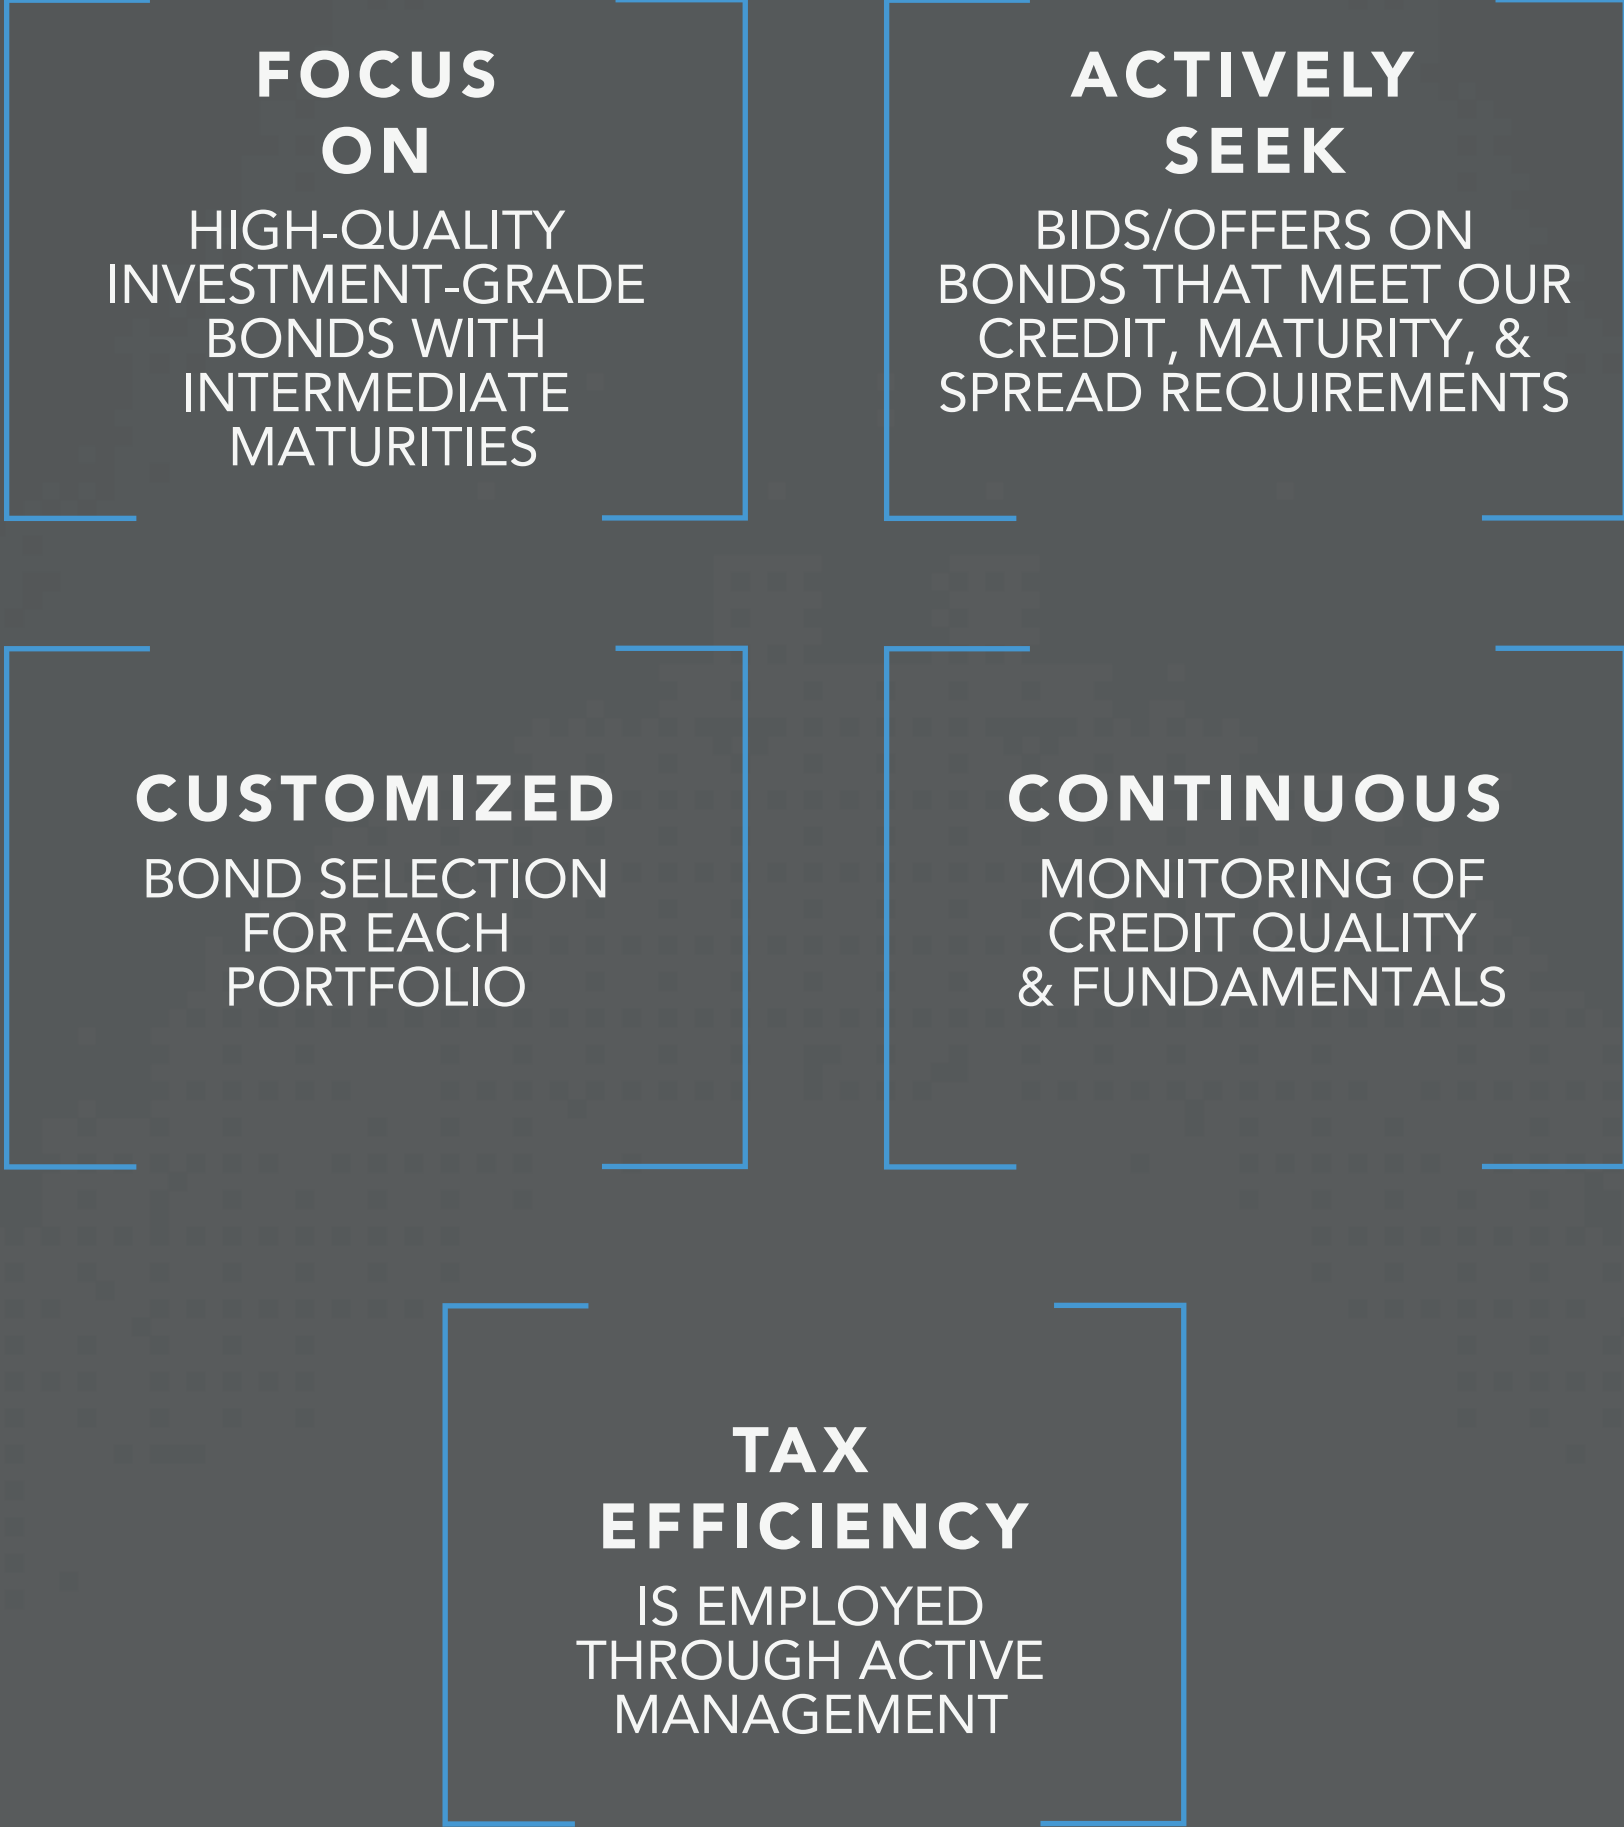 FOCUS
ON
HIGH-QUALITY
INVESTMENT-GRADE
BONDS WITH
INTERMEDIATE
MATURITIES
ACTIVELY
SEEK
BIDS/OFFERS ON
BONDS THAT MEET OUR
CREDIT, MATURITY, &
SPREAD REQUIREMENTS
CUSTOMIZED
BOND SELECTION
FOR EACH
PORTFOLIO
CONTINUOUS
MONITORING OF
CREDIT QUALITY
& FUNDAMENTALS
TAX
EFFICIENCY
IS EMPLOYED
THROUGH ACTIVE
MANAGEMENT